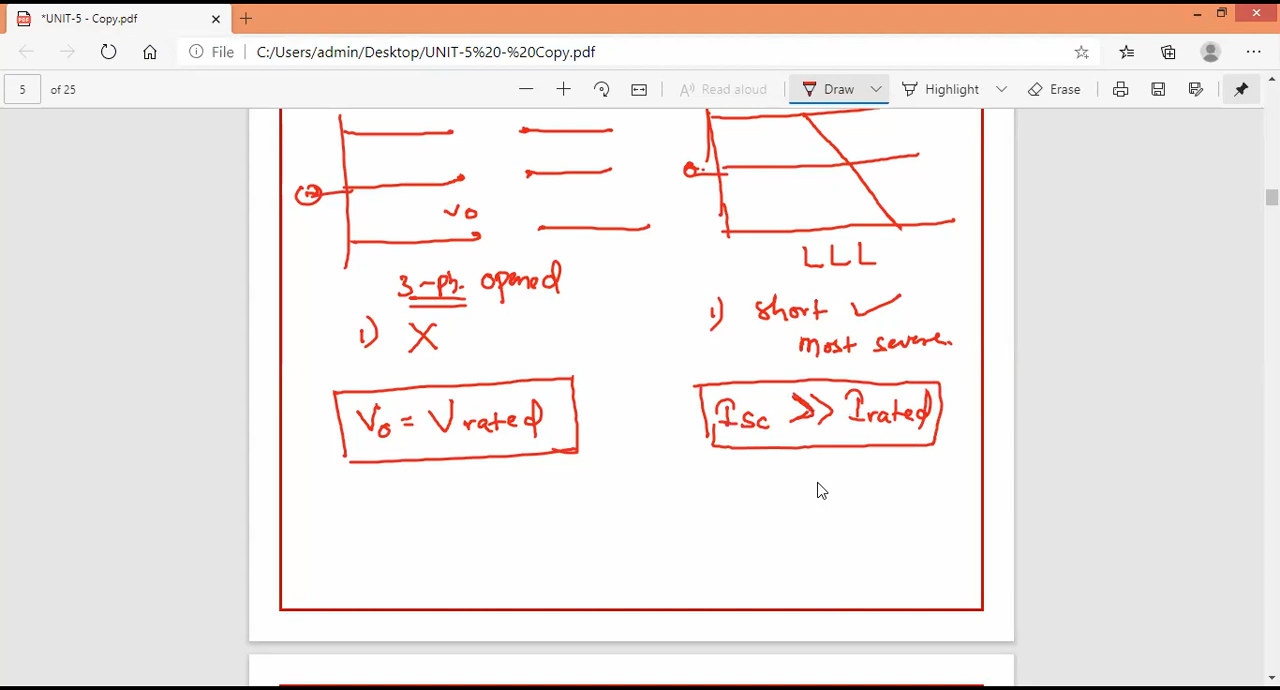 *UNIT-5 - Copy.pdf
File C:/Users/admin/Desktop/UNIT-5%20-%20Copy.pdf
5 of 25 Read aloud Draw Highlight Erase
Vo
3-ph. opened
LLL
1) X
1) short ✓
most severe.
Vo = V rated
Isc >>> Irated